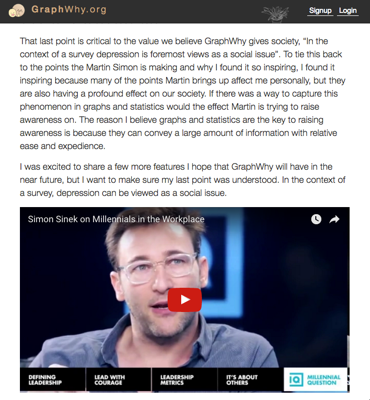 GraphWhy.org
Signup Login
That last point is critical to the value we believe GraphWhy gives society, “In the
context of a survey depression is foremost views as a social issue”. To tie this back
to the points the Martin Simon is making and why I found it so inspiring, I found it
inspiring because many of the points Martin brings up affect me personally, but they
are also having a profound effect on our society. If there was a way to capture this
phenomenon in graphs and statistics would the effect Martin is trying to raise
awareness on. The reason I believe graphs and statistics are the key to raising
awareness is because they can convey a large amount of information with relative
ease and expedience.
I was excited to share a few more features I hope that GraphWhy will have in the
near future, but I want to make sure my last point was understood. In the context of
a survey, depression can be viewed as a social issue.
Simon Sinek on Millennials in the Workplace
DEFINING
LEADERSHIP
LEAD WITH
COURAGE
LEADERSHIP
METRICS
IT'S ABOUT
OTHERS
IQ
MILLENNIAL
QUESTION